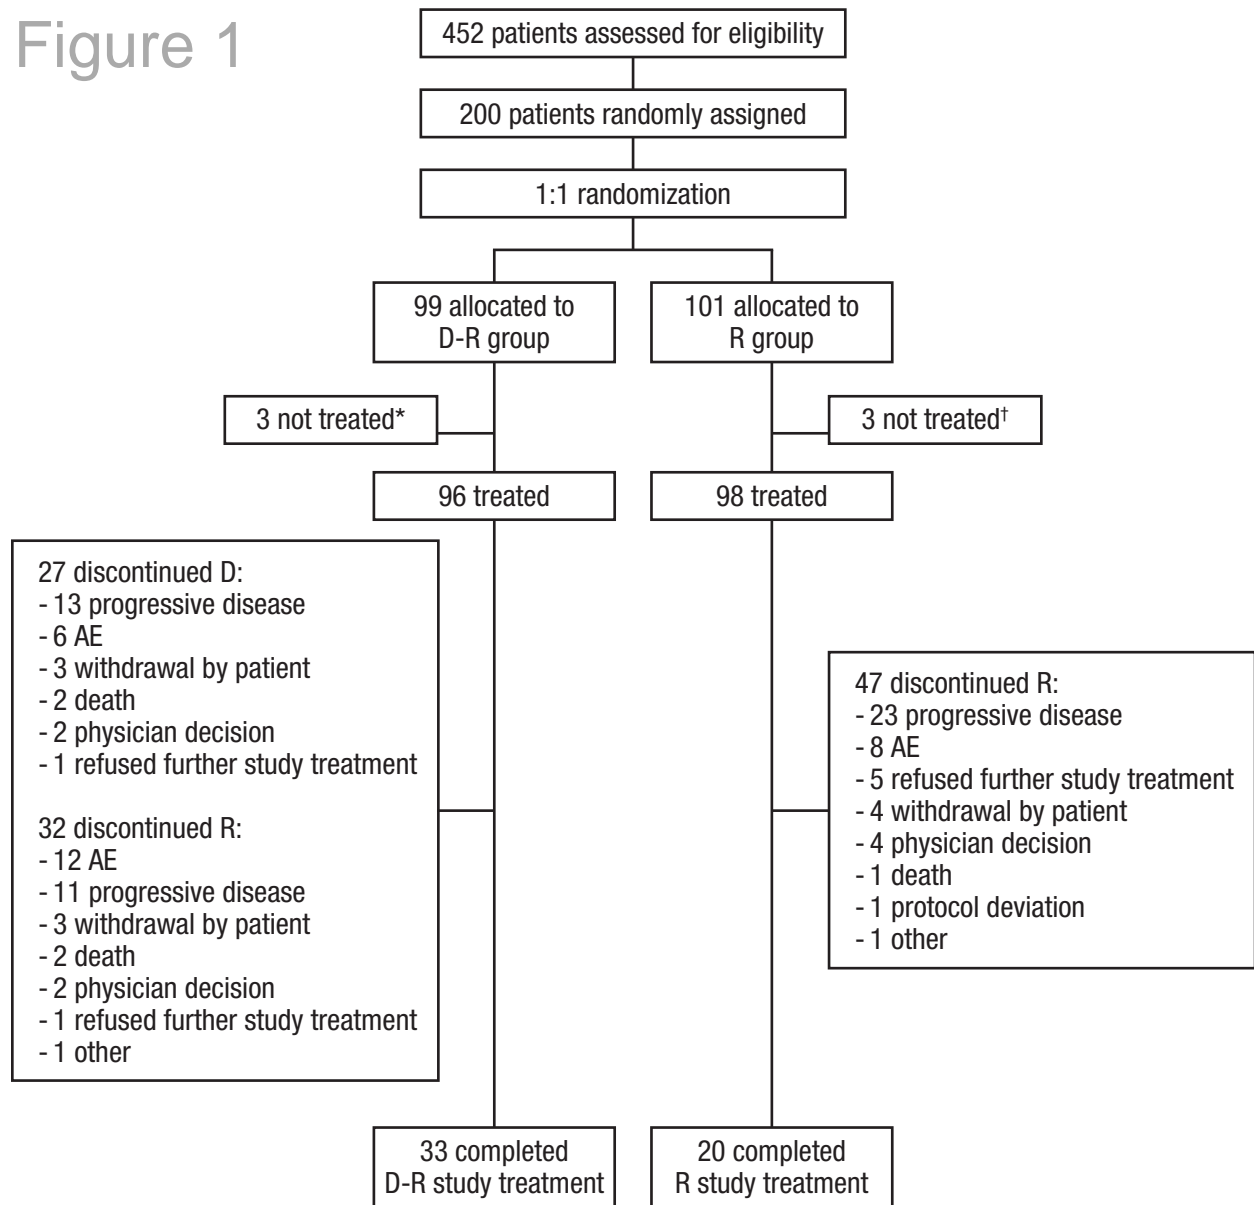 Figure 1
452 patients assessed for eligibility
200 patients randomly assigned
1:1 randomization
99 allocated to
D-R group
101 allocated to
R group
3 not treated*
3 not treated†
96 treated
98 treated
27 discontinued D:
- 13 progressive disease
- 6 AE
- 3 withdrawal by patient
- 2 death
- 2 physician decision
- 1 refused further study treatment
32 discontinued R:
- 12 AE
- 11 progressive disease
- 3 withdrawal by patient
- 2 death
- 2 physician decision
- 1 refused further study treatment
- 1 other
47 discontinued R:
- 23 progressive disease
- 8 AE
- 5 refused further study treatment
- 4 withdrawal by patient
- 4 physician decision
- 1 death
- 1 protocol deviation
- 1 other
33 completed
D-R study treatment
20 completed
R study treatment